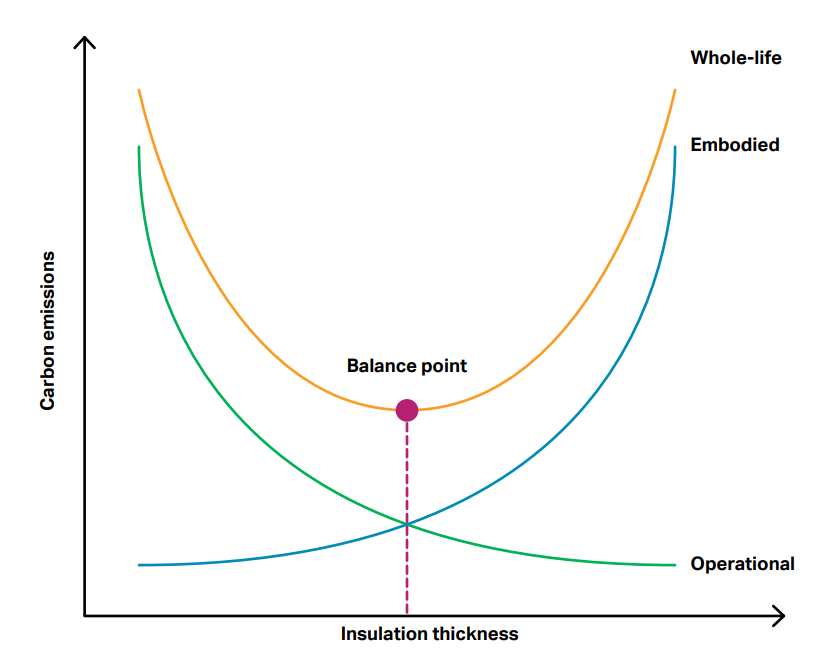 Whole-life
Embodied
Carbon emissions
Balance point
Operational
Insulation thickness